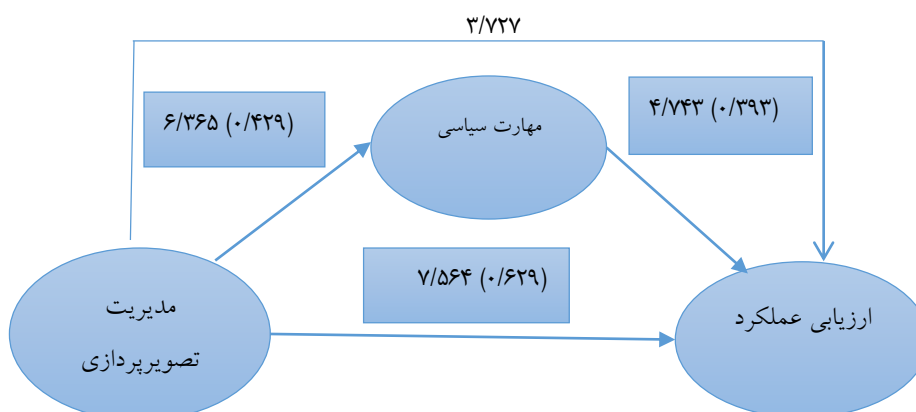 ۳/۷۲۷
۶/۳۶۵ (۰/۴۲۹)
مهارت سیاسی
۴/۷۴۳ (۰/۳۹۳)
۷/۵۶۴ (۰/۶۲۹)
مدیریت
تصویرپردازی
ارزیابی عملکرد